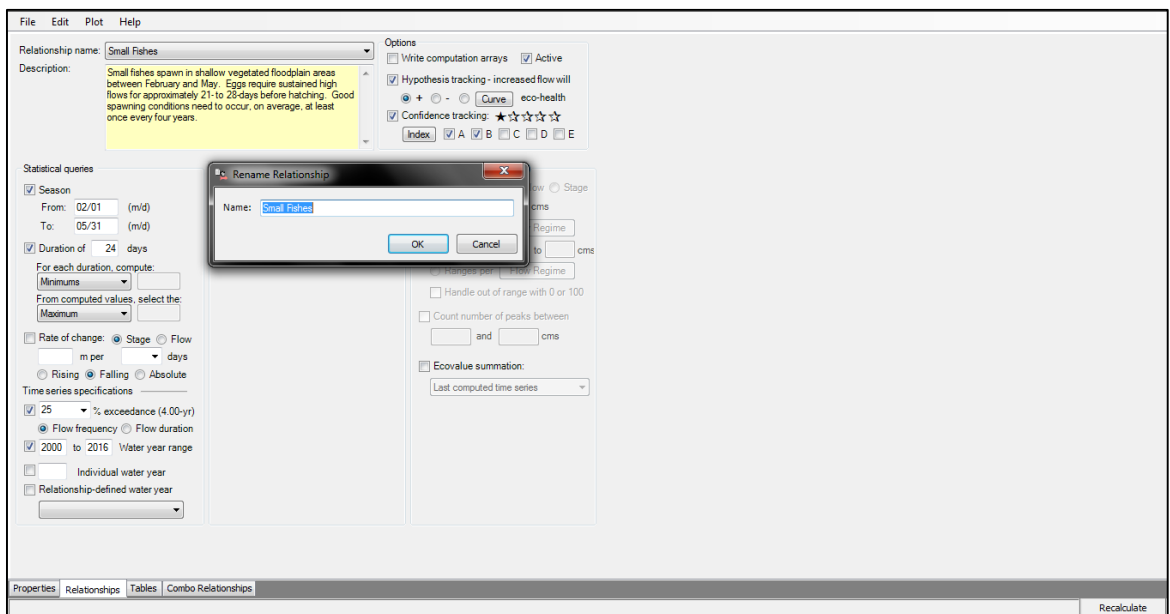 File Edit Plot Help
Relationship name: Small Fishes
Description:
Small fishes spawn in shallow vegetated floodplain areas
between February and May. Eggs require sustained high
flows for approximately 21- to 28-days before hatching. Good
spawning conditions need to occur, on average, at least
once every four years.
Options
Write computation arrays Active
Hypothesis tracking - increased flow will
+ - Curve eco-health
Confidence tracking:
Index A B C D E
Statistical queries
Season
From: 02/01 (m/d)
To: 05/31 (m/d)
Duration of 24 days
For each duration, compute:
Minimums
From computed values, select the:
Maximum
Rate of change: Stage Flow
m per days
Rising Falling Absolute
Time series specifications
25 % exceedance (4.00-yr)
Flow frequency Flow duration
2000 to 2016 Water year range
Individual water year
Relationship-defined water year
Rename Relationship
Name: Small Fishes
OK Cancel
Stage
cms
Regime
to cms
Ranges per Flow Regime
Handle out of range with 0 or 100
Count number of peaks between
and cms
Ecovalue summation:
Last computed time series
Properties Relationships Tables Combo Relationships
Recalculate